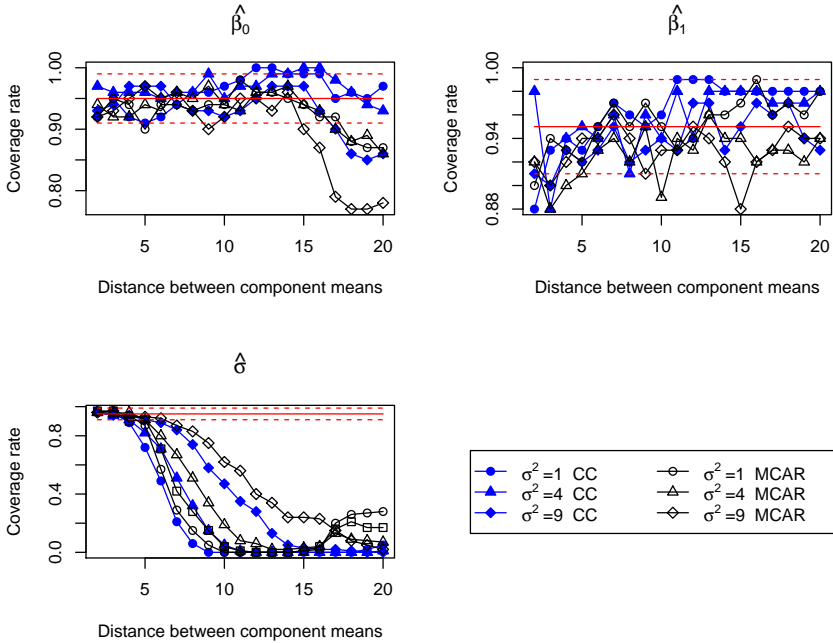 β̂₀
Coverage rate
1.00
0.90
0.80
5 10 15 20
Distance between component means
β̂₁
Coverage rate
0.94
0.88
5 10 15 20
Distance between component means
σ̂
Coverage rate
0.8
0.4
0.0
5 10 15 20
Distance between component means
σ² =1 CC
σ² =4 CC
σ² =9 CC
σ² =1 MCAR
σ² =4 MCAR
σ² =9 MCAR